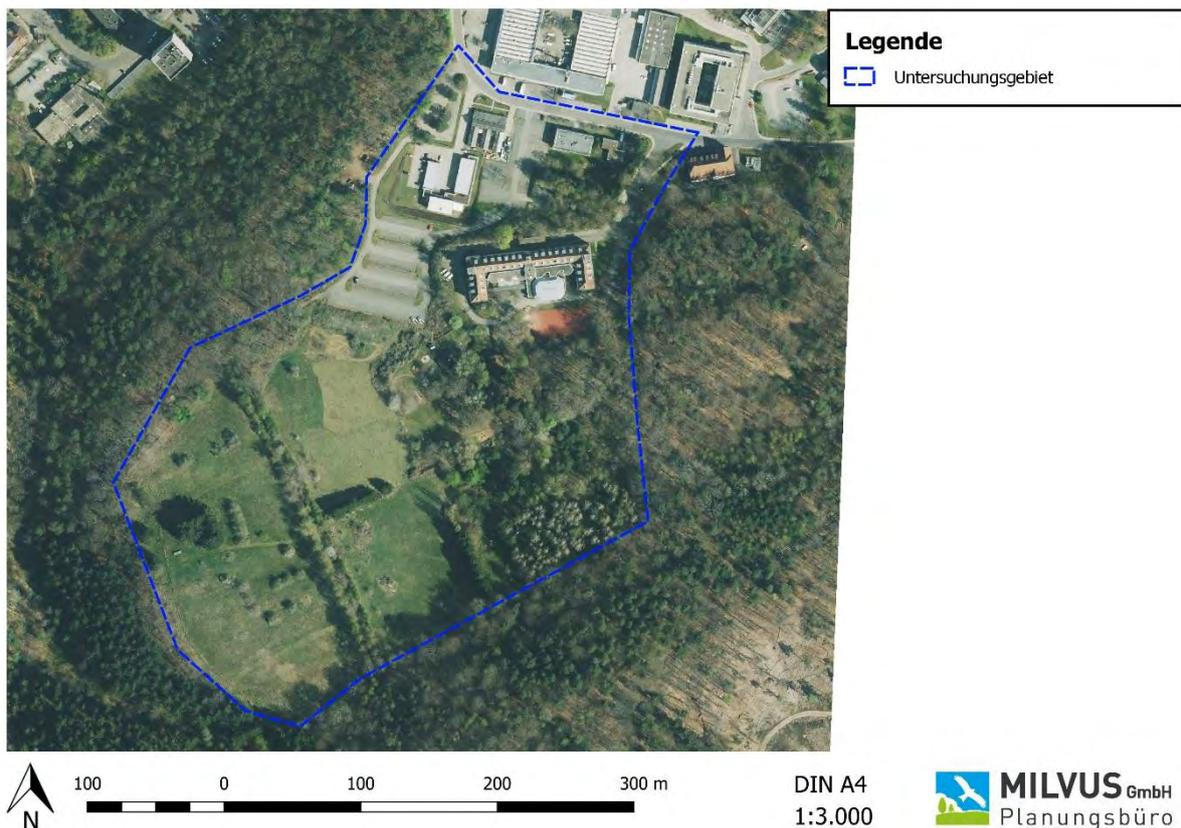 Legende
Untersuchungsgebiet
100 0 100 200 300 m
N
DIN A4
1:3.000
MILVUS GmbH
Planungsbüro